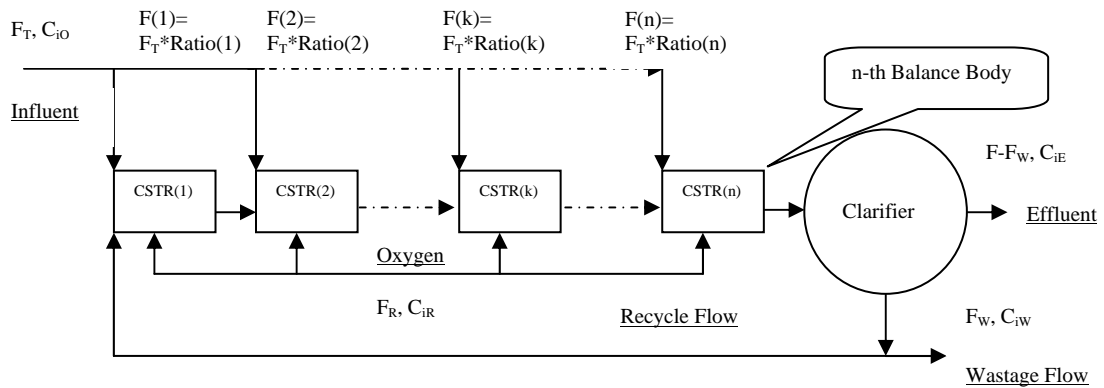 F_T, C_iO
F(1)=
F_T*Ratio(1)
F(2)=
F_T*Ratio(2)
F(k)=
F_T*Ratio(k)
F(n)=
F_T*Ratio(n)
n-th Balance Body
Influent
F-F_W, C_iE
CSTR(1)
CSTR(2)
CSTR(k)
CSTR(n)
Clarifier
Effluent
Oxygen
F_R, C_iR
Recycle Flow
F_W, C_iW
Wastage Flow